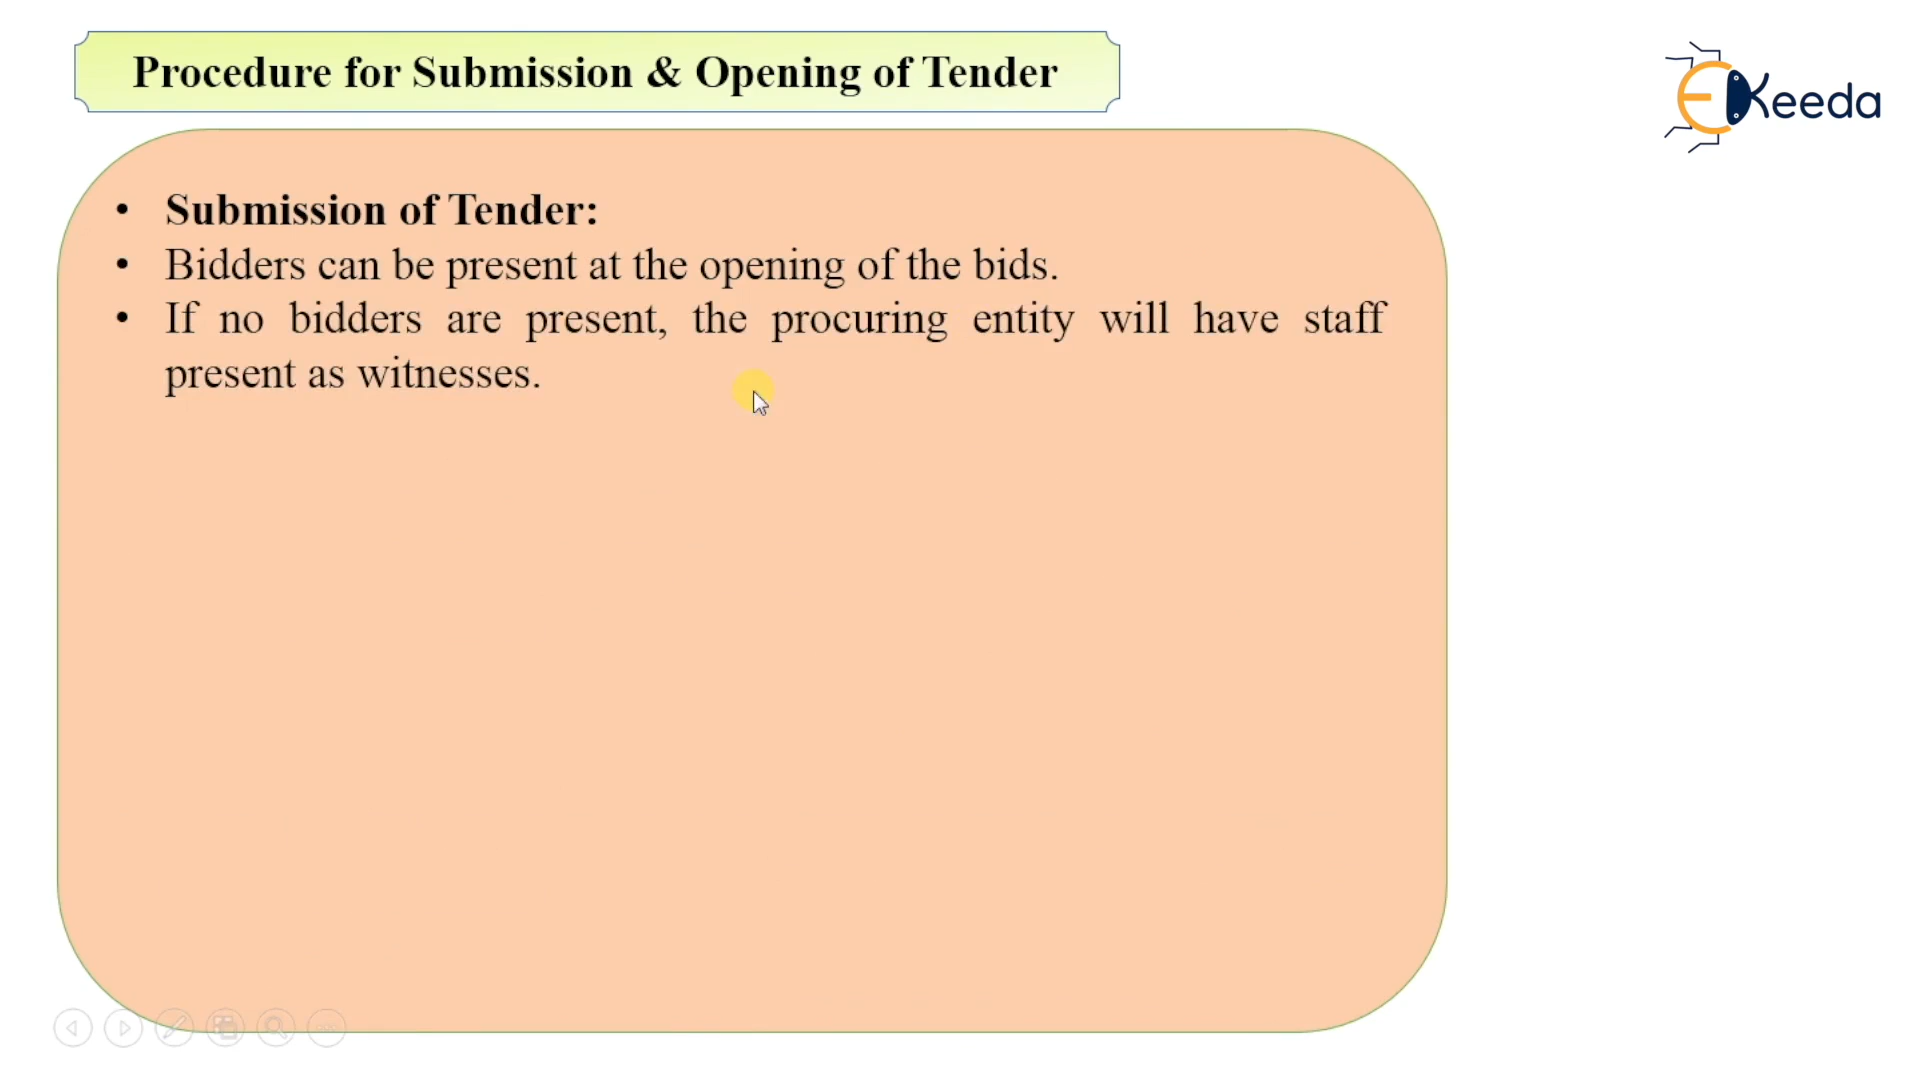 Procedure for Submission & Opening of Tender
EKeeda
• Submission of Tender:
• Bidders can be present at the opening of the bids.
• If no bidders are present, the procuring entity will have staff
present as witnesses.